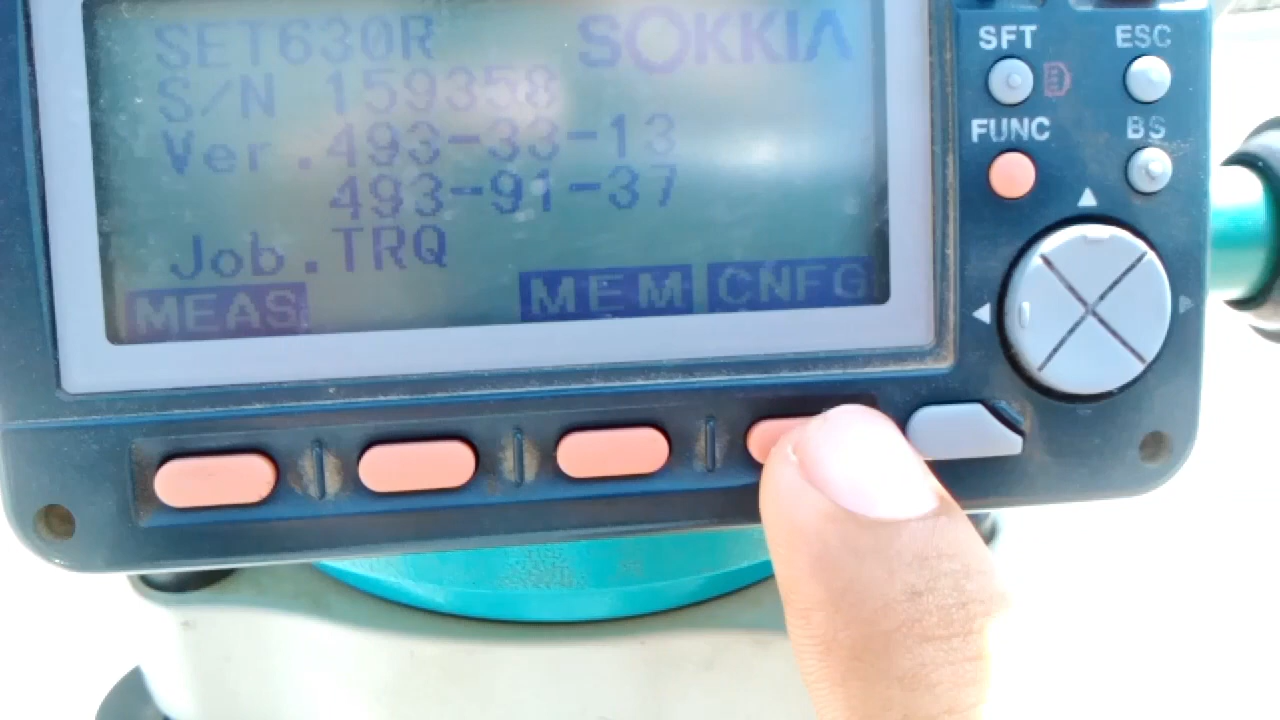 SET630R SOKKIA
S/N 159358
Ver.493-33-13
493-91-37
Job.TRQ
MEAS MEM CNFG
SFT ESC
FUNC BS